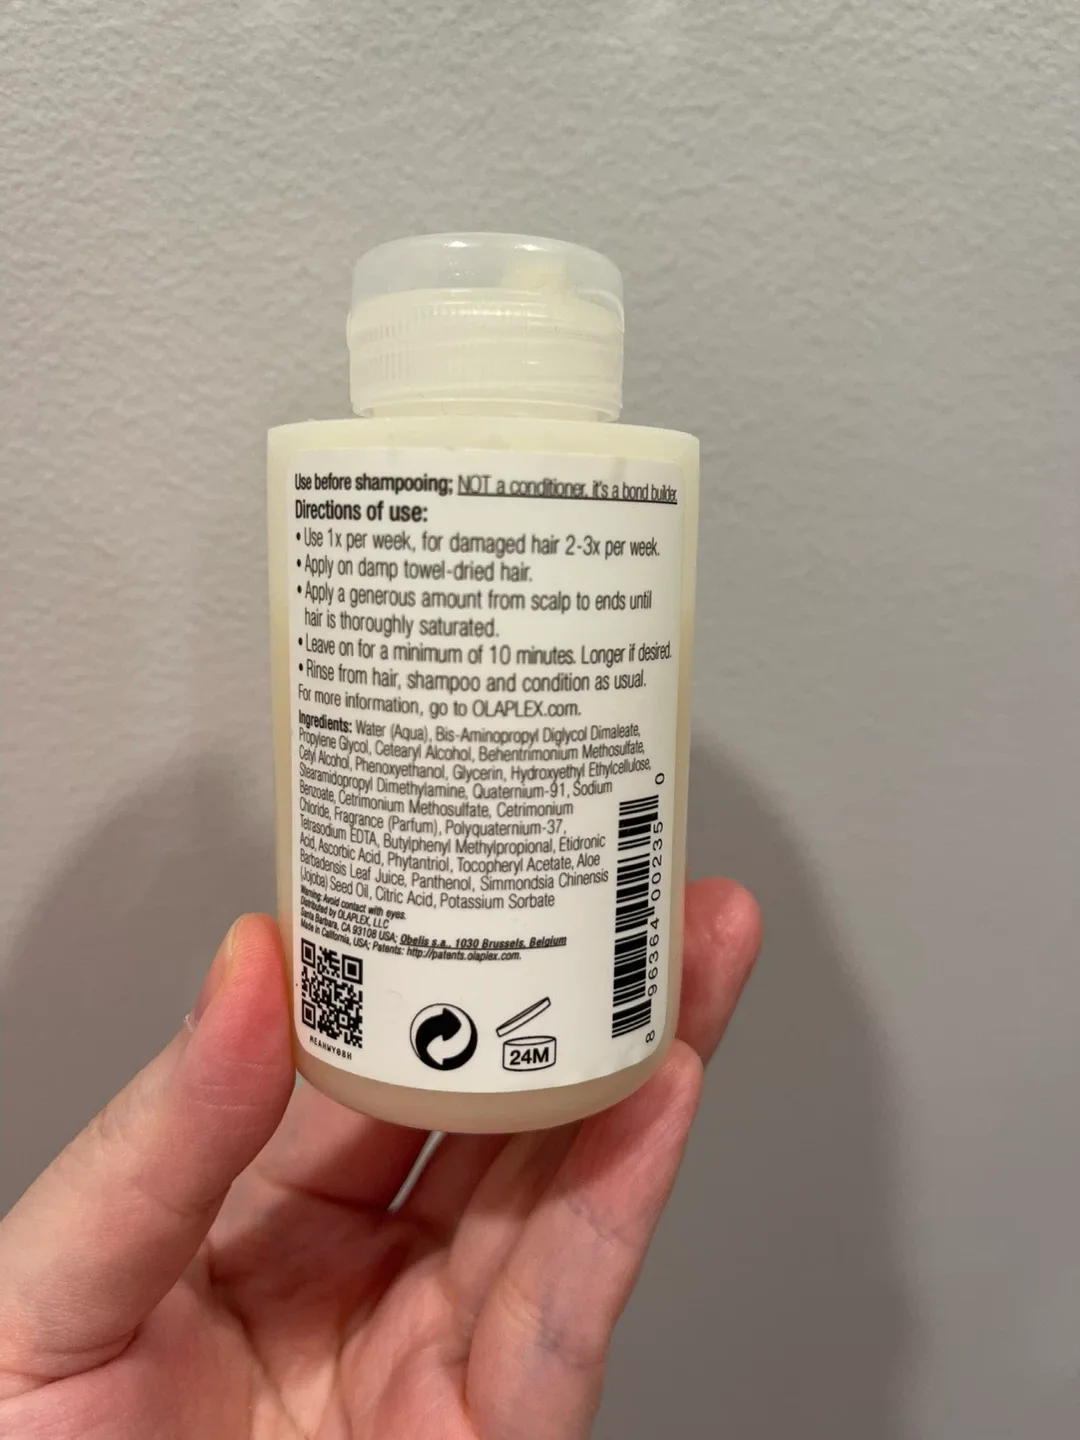 Use before shampooing; NOT a conditioner, it's a bond builder.
Directions of use:
• Use 1x per week, for damaged hair 2-3x per week.
• Apply on damp towel-dried hair.
• Apply a generous amount from scalp to ends until
hair is thoroughly saturated.
• Leave on for a minimum of 10 minutes. Longer if desired.
• Rinse from hair, shampoo and condition as usual.
For more information, go to OLAPLEX.com.
Ingredients: Water (Aqua), Bis-Aminopropyl Diglycol Dimaleate,
Propylene Glycol, Cetearyl Alcohol, Behentrimonium Methosulfate,
Cetyl Alcohol, Phenoxyethanol, Glycerin, Hydroxyethyl Ethylcellulose,
Stearamidopropyl Dimethylamine, Quaternium-91, Sodium
Benzoate, Cetrimonium Methosulfate, Cetrimonium
Chloride, Fragrance (Parfum), Polyquaternium-37,
Tetrasodium EDTA, Butylphenyl Methylpropional, Etidronic
Acid, Ascorbic Acid, Phytantriol, Tocopheryl Acetate, Aloe
Barbadensis Leaf Juice, Panthenol, Simmondsia Chinensis
(Jojoba) Seed Oil, Citric Acid, Potassium Sorbate
Warning: Avoid contact with eyes.
Distributed by OLAPLEX, LLC
Santa Barbara, CA 93108 USA; Obelis s.a., 1030 Brussels, Belgium
Made in California, USA; Patents: http://patents.olaplex.com.
24M
8 96364 00235 0